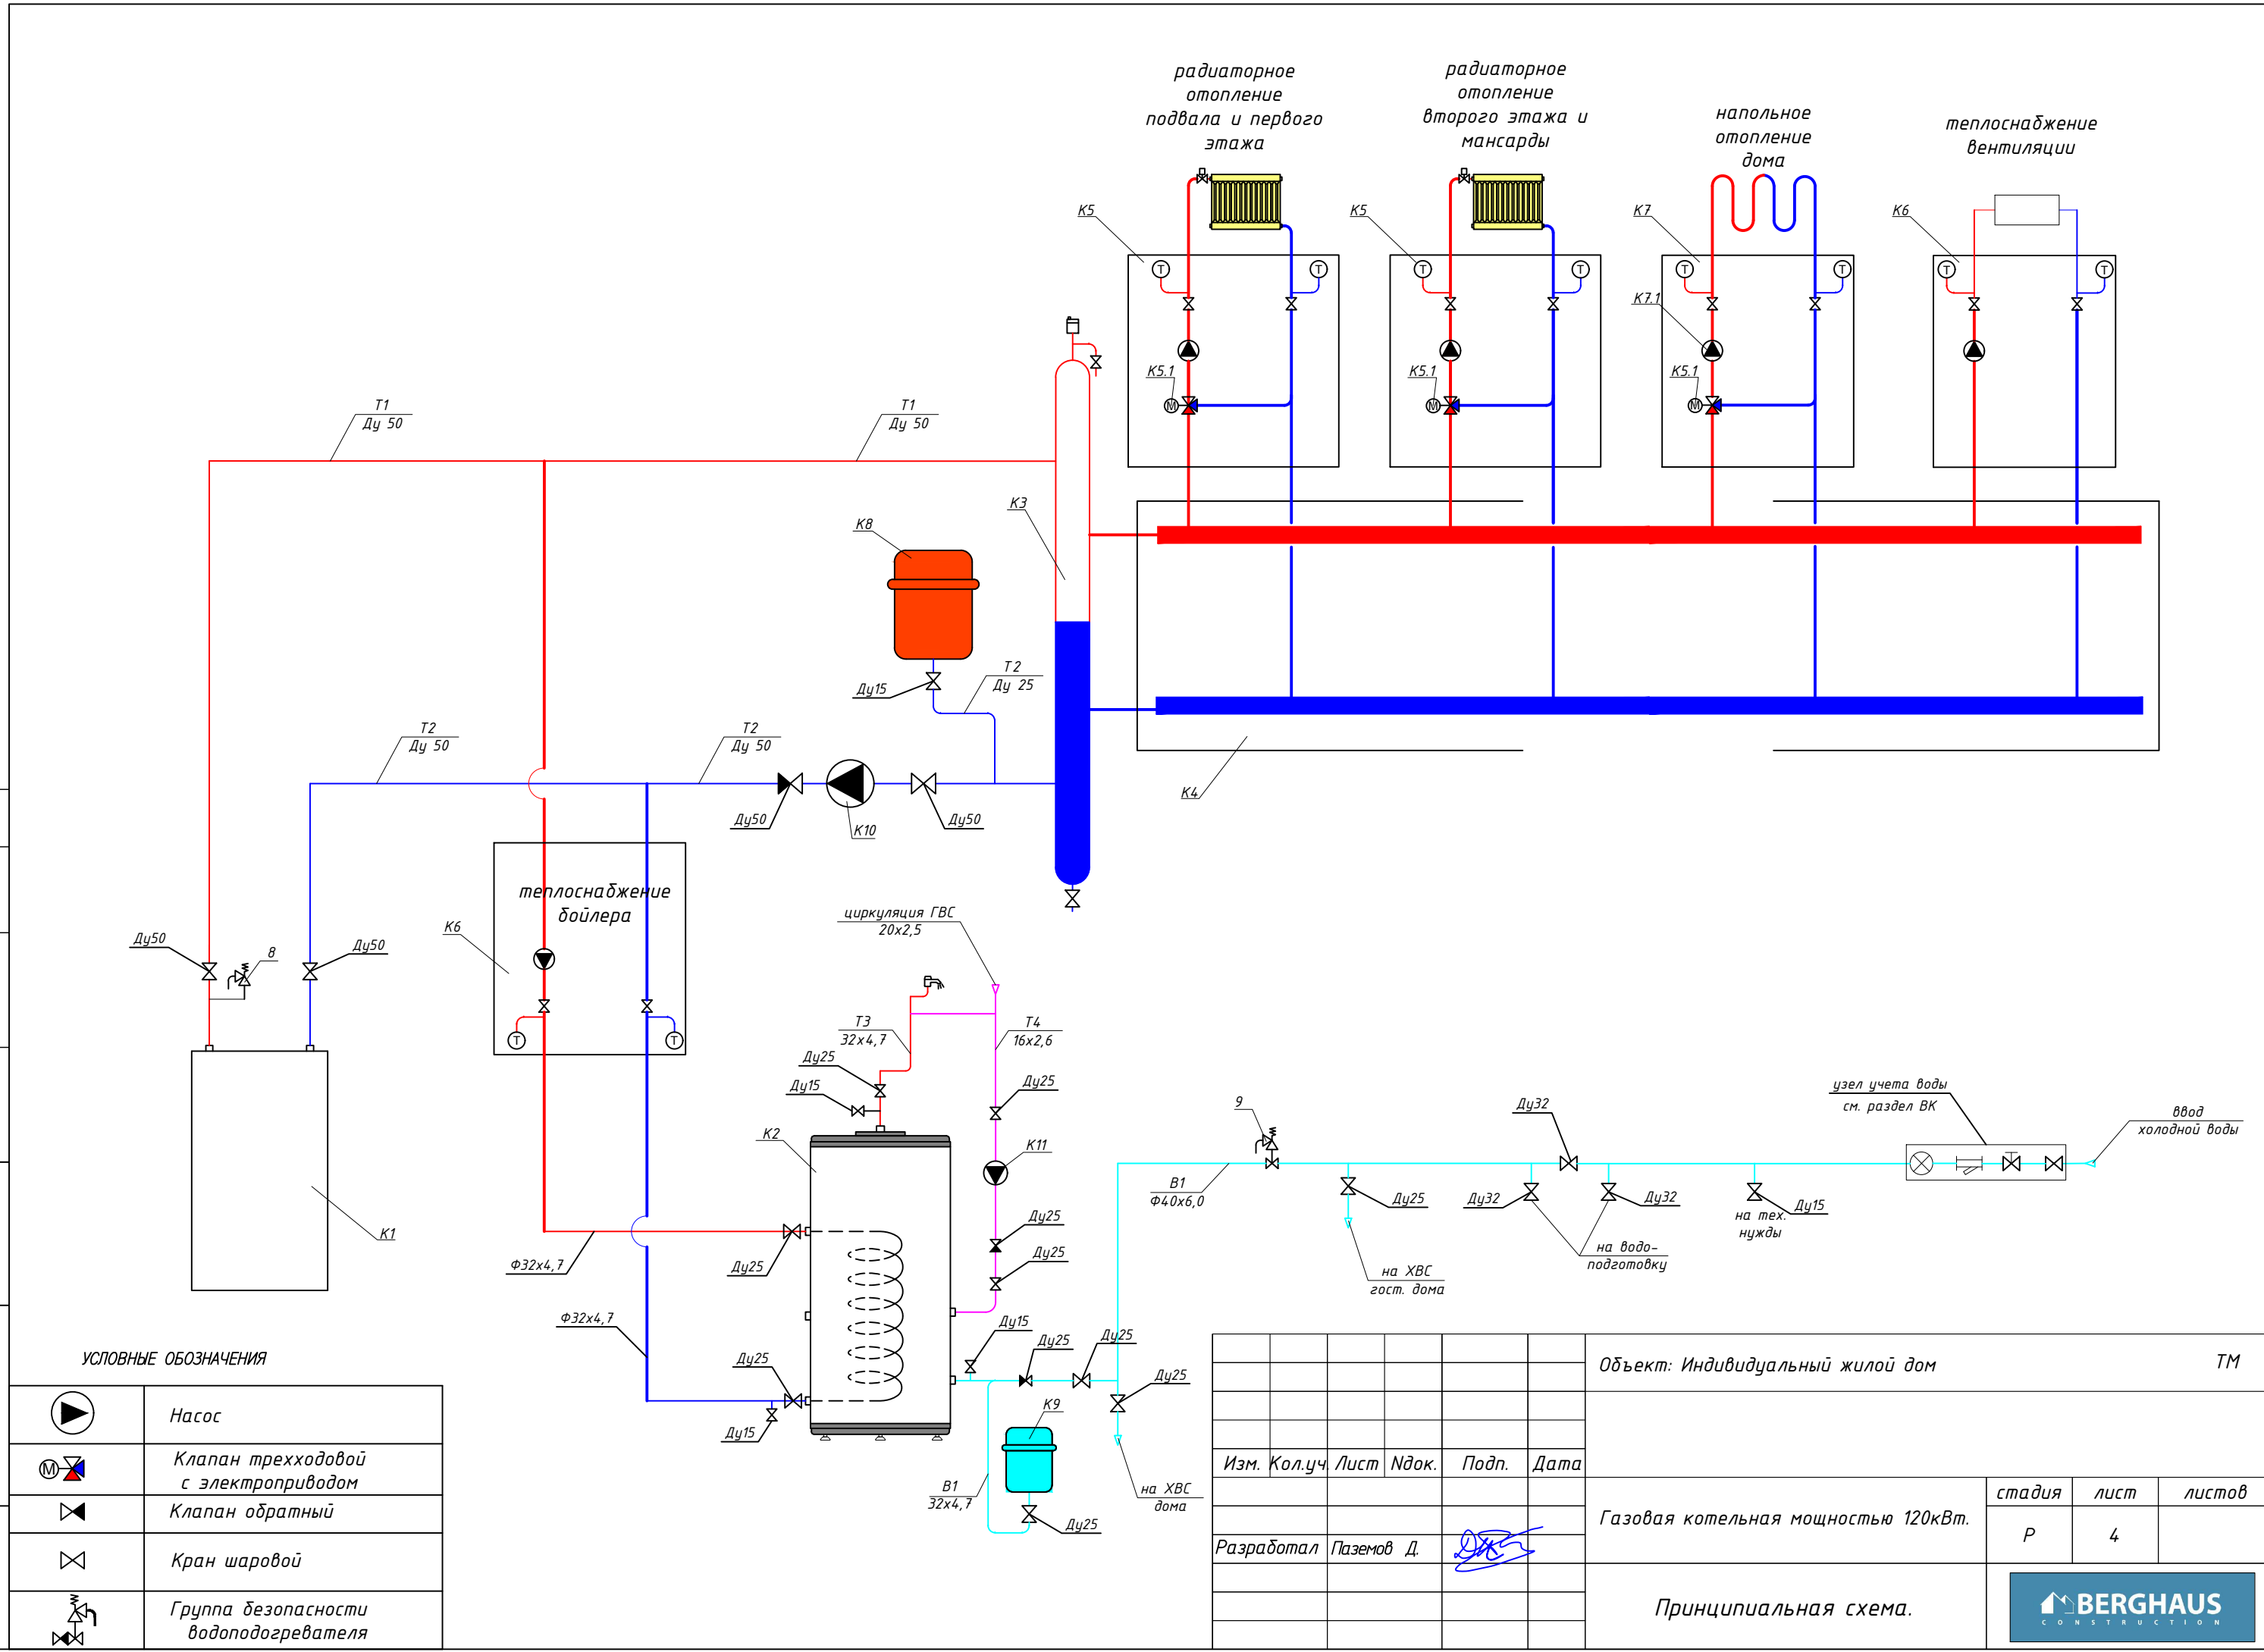 радиаторное
отопление
подвала и первого
этажа
радиаторное
отопление
второго этажа и
мансарды
напольное
отопление
дома
теплоснабжение
вентиляции
К5
К5
К7
К6
Т
Т
Т
Т
Т
Т
Т
Т
К7.1
К5.1
К5.1
К5.1
М
М
М
Т1
Ду 50
Т1
Ду 50
К3
К8
Ду15
Т2
Ду 25
Т2
Ду 50
Т2
Ду 50
Ду50
К10
Ду50
К4
теплоснабжение
бойлера
К6
Т
Т
Ду50
8
Ду50
К1
циркуляция ГВС
20х2,5
Т3
32х4,7
Т4
16х2,6
Ду25
Ду15
Ду25
К2
К11
Ду25
Ду25
Ду25
Ф32х4,7
Ф32х4,7
Ду25
Ду15
Ду15
Ду25
Ду25
Ду25
К9
В1
32х4,7
Ду25
на ХВС
дома
9
В1
Ф40х6,0
Ду25
на ХВС
гост. дома
Ду32
Ду32
Ду32
на водо-
подготовку
на тех.
нужды
Ду15
узел учета воды
см. раздел ВК
ввод
холодной воды
УСЛОВНЫЕ ОБОЗНАЧЕНИЯ
Насос
М
Клапан трехходовой
с электроприводом
Клапан обратный
Кран шаровой
Группа безопасности
водоподогревателя
Объект: Индивидуальный жилой дом
ТМ
Изм. Кол.уч. Лист Nдок. Подп. Дата
Разработал Паземов Д.
Газовая котельная мощностью 120кВт.
стадия лист листов
Р 4
Принципиальная схема.
BERGHAUS
CONSTRUCTION